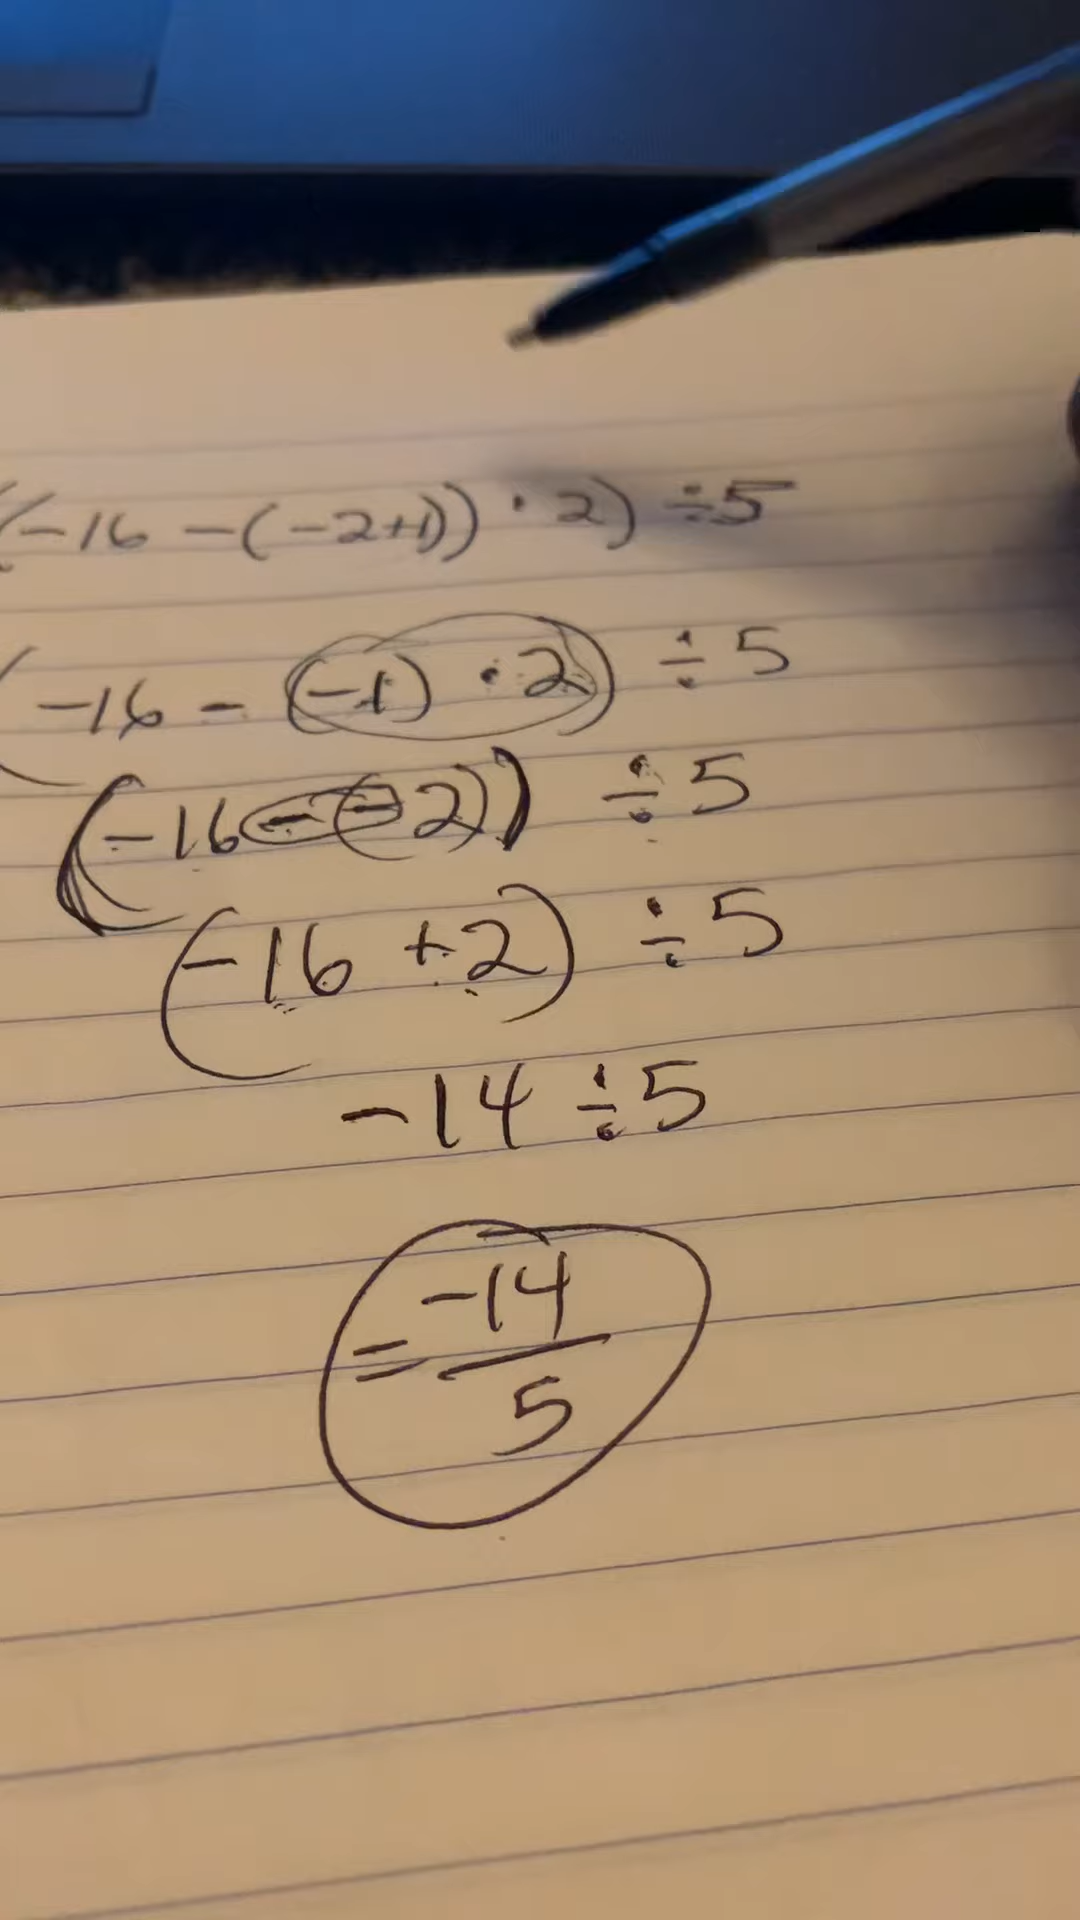 (-16 - (-2+1)) · 2) ÷5
(-16 - (-1) · 2) ÷ 5
(-16 - (-2)) ÷ 5
(-16 + 2) ÷ 5
-14 ÷ 5
= -14/5